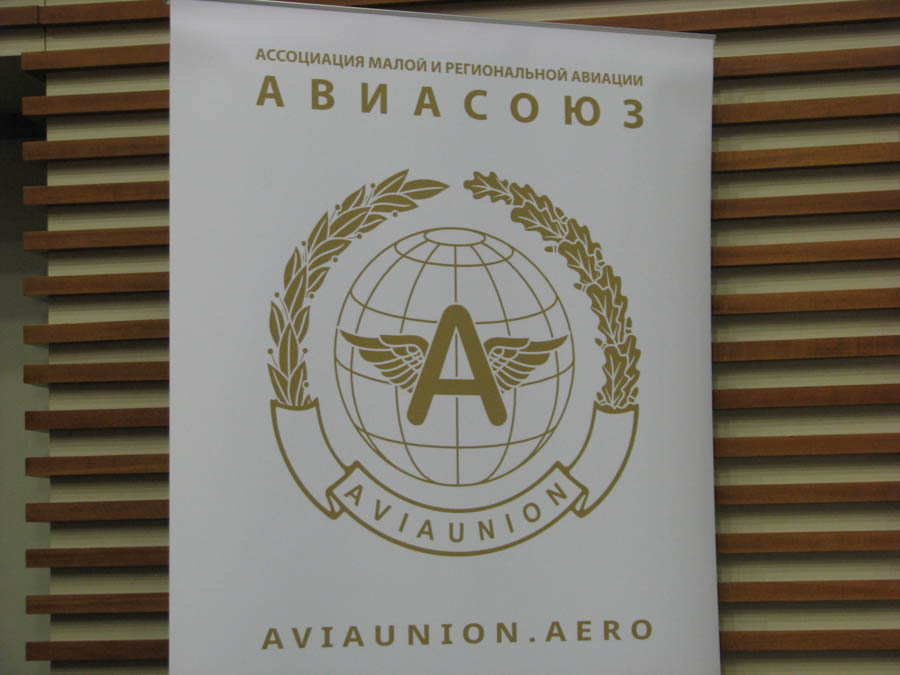 АССОЦИАЦИЯ МАЛОЙ И РЕГИОНАЛЬНОЙ АВИАЦИИ
АВИАСОЮЗ
A
AVIAUNION
AVIAUNION.AERO